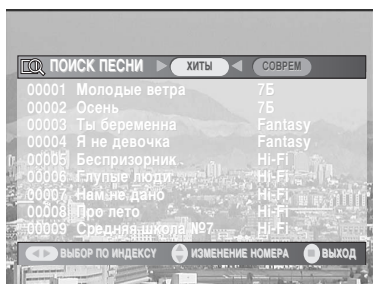 ПОИСК ПЕСНИ ХИТЫ СОВРЕМ
00001 Молодые ветра 7Б
00002 Осень 7Б
00003 Ты беременна Fantasy
00004 Я не девочка Fantasy
00005 Беспризорник Hi-Fi
00006 Глупые люди Hi-Fi
00007 Нам не дано Hi-Fi
00008 Про лето Hi-Fi
00009 Средняя школа №7 Hi-Fi
ВЫБОР ПО ИНДЕКСУ ИЗМЕНЕНИЕ НОМЕРА ВЫХОД